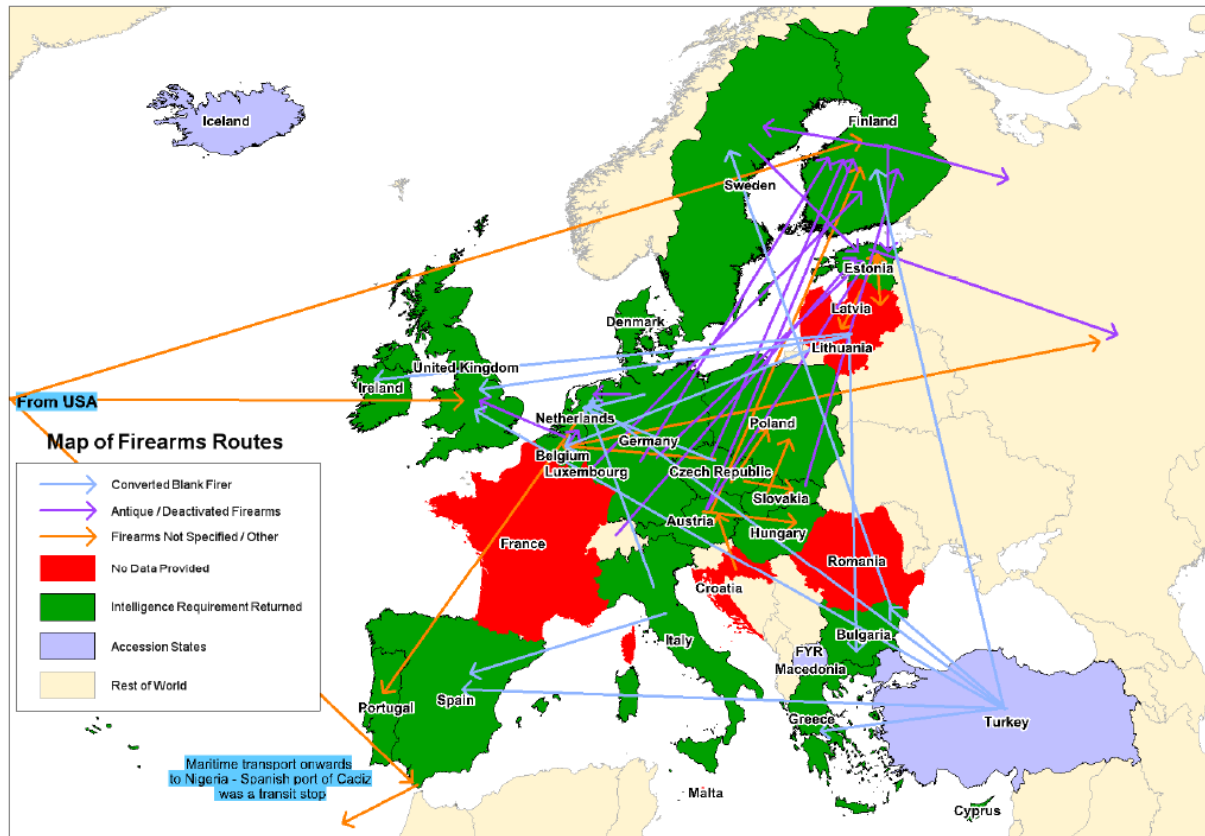 Iceland
Finland
Sweden
Estonia
Latvia
Denmark
Lithuania
United Kingdom
Ireland
From USA
Netherlands
Poland
Germany
Map of Firearms Routes
Belgium
Luxembourg
Czech Republic
Slovakia
Converted Blank Firer
Antique / Deactivated Firearms
Austria
Hungary
Firearms Not Specified / Other
France
Romania
No Data Provided
Croatia
Intelligence Requirement Returned
Italy
Bulgaria
Accession States
FYR
Macedonia
Rest of World
Spain
Portugal
Greece
Turkey
Maritime transport onwards
to Nigeria - Spanish port of Cadiz
was a transit stop
Malta
Cyprus